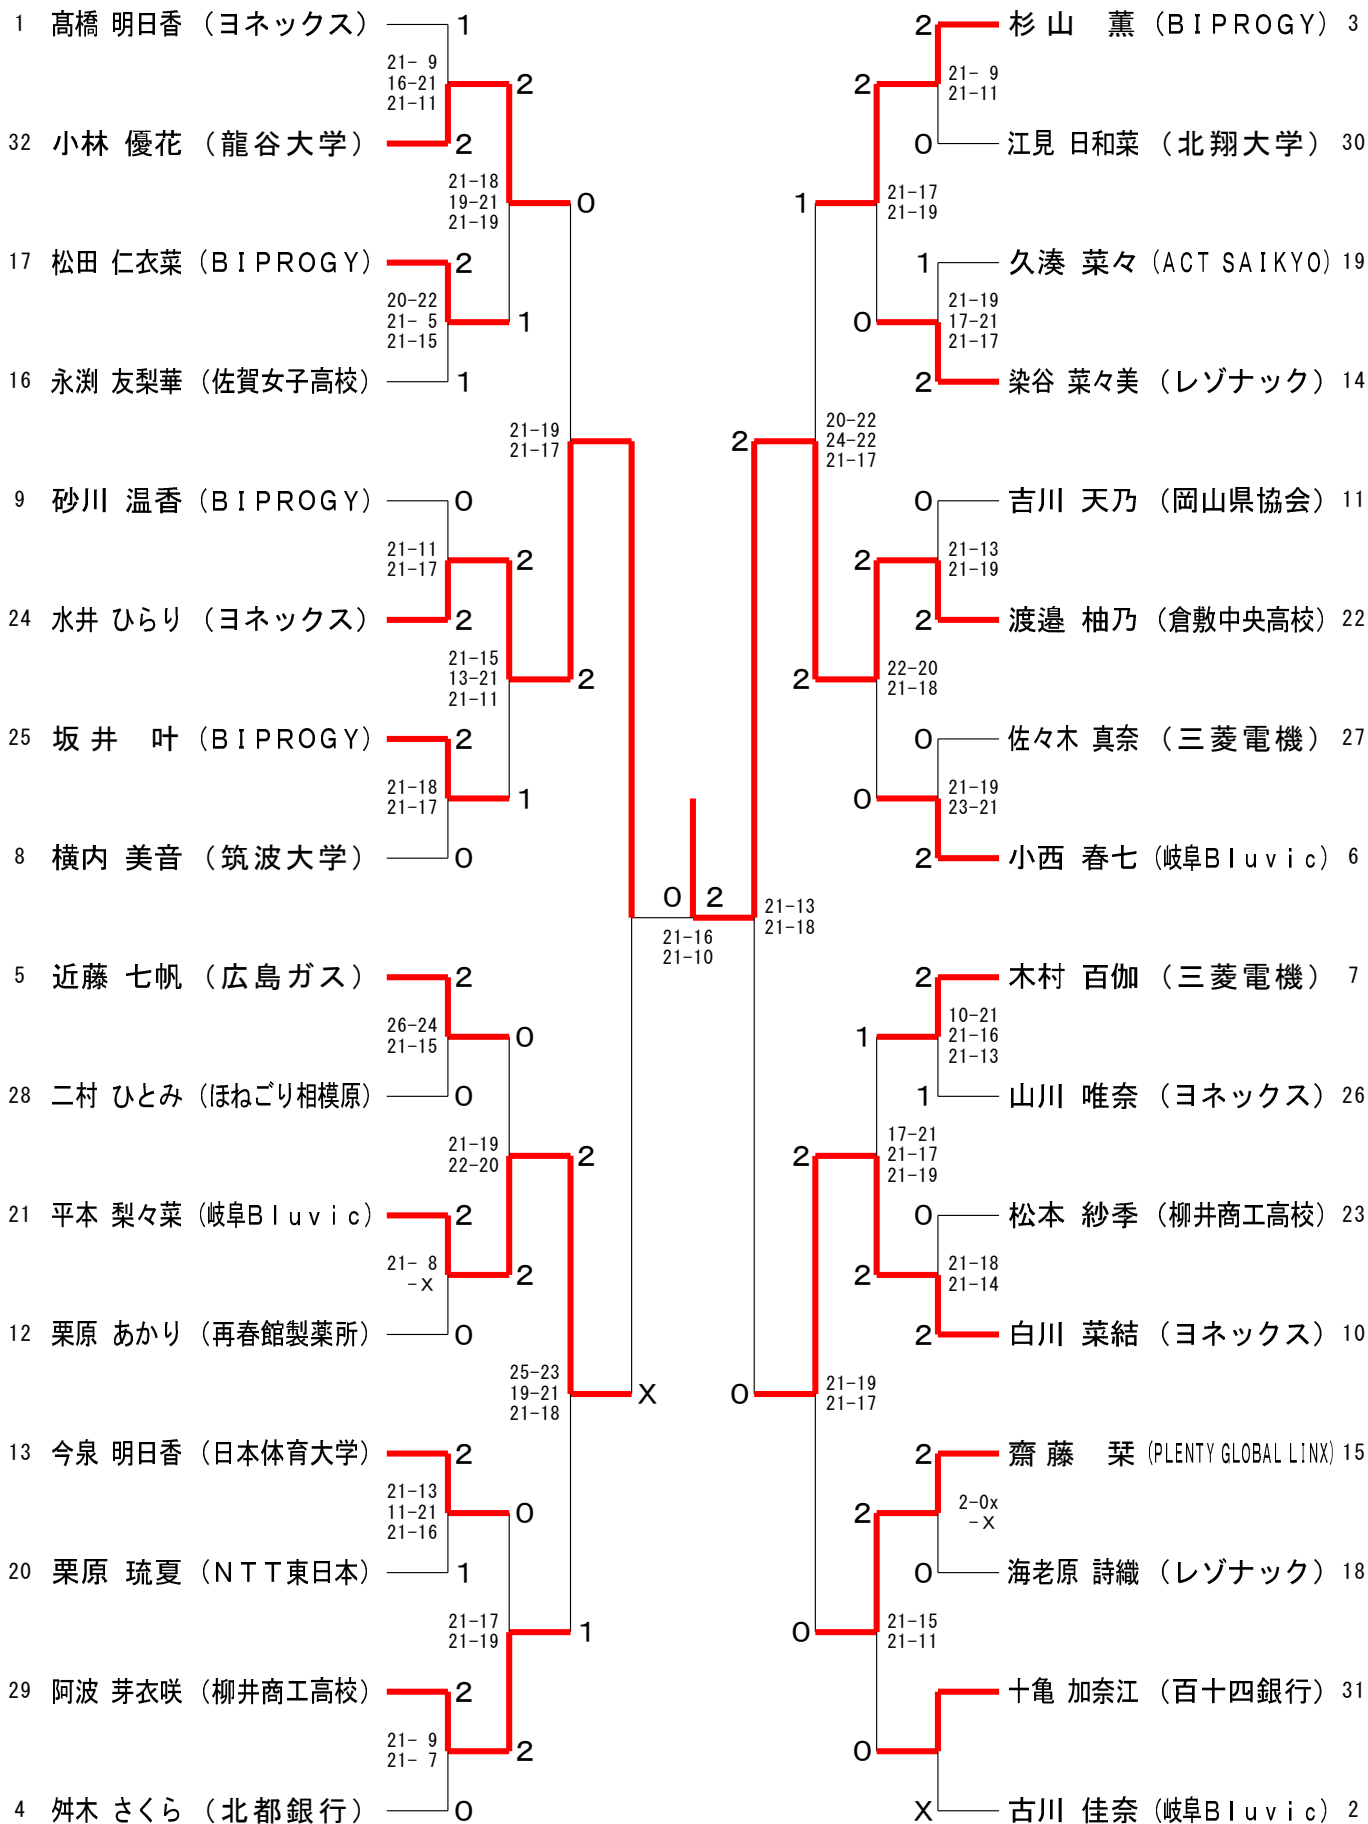 1 髙橋 明日香 （ヨネックス） 1
21- 9
16-21
21-11
2
32 小林 優花 （龍谷大学） 2
21-18
19-21
21-19
0
17 松田 仁衣菜 （ＢＩＰＲＯＧＹ） 2
20-22
21- 5
21-15
1
16 永渕 友梨華 （佐賀女子高校） 1
21-19
21-17
9 砂川 温香 （ＢＩＰＲＯＧＹ） 0
21-11
21-17
2
24 水井 ひらり （ヨネックス） 2
21-15
13-21
21-11
2
25 坂井 叶 （ＢＩＰＲＯＧＹ） 2
21-18
21-17
1
8 横内 美音 （筑波大学） 0
0 2
21-16
21-10
5 近藤 七帆 （広島ガス） 2
26-24
21-15
0
28 二村 ひとみ （ほねごり相模原） 0
21-19
22-20
2
21 平本 梨々菜 （岐阜Ｂｌｕｖｉｃ） 2
21- 8
-X
2
12 栗原 あかり （再春館製薬所） 0
25-23
19-21
21-18
X
13 今泉 明日香 （日本体育大学） 2
21-13
11-21
21-16
0
20 栗原 琉夏 （ＮＴＴ東日本） 1
21-17
21-19
1
29 阿波 芽衣咲 （柳井商工高校） 2
21- 9
21- 7
2
4 舛木 さくら （北都銀行） 0
2 杉山 薫 （ＢＩＰＲＯＧＹ） 3
2
21- 9
21-11
0 江見 日和菜 （北翔大学） 30
1
21-17
21-19
1 久湊 菜々 （ACT SAIKYO） 19
0
21-19
17-21
21-17
2 染谷 菜々美 （レゾナック） 14
2
20-22
24-22
21-17
0 吉川 天乃 （岡山県協会） 11
2
21-13
21-19
2 渡邉 柚乃 （倉敷中央高校） 22
2
22-20
21-18
0 佐々木 真奈 （三菱電機） 27
0
21-19
23-21
2 小西 春七 （岐阜Ｂｌｕｖｉｃ） 6
21-13
21-18
2 木村 百伽 （三菱電機） 7
1
10-21
21-16
21-13
1 山川 唯奈 （ヨネックス） 26
2
17-21
21-17
21-19
0 松本 紗季 （柳井商工高校） 23
2
21-18
21-14
2 白川 菜結 （ヨネックス） 10
0
21-19
21-17
2 齋藤 栞 （PLENTY GLOBAL LINX） 15
2
2-0x
-X
0 海老原 詩織 （レゾナック） 18
0
21-15
21-11
十亀 加奈江 （百十四銀行） 31
0
X 古川 佳奈 （岐阜Ｂｌｕｖｉｃ） 2